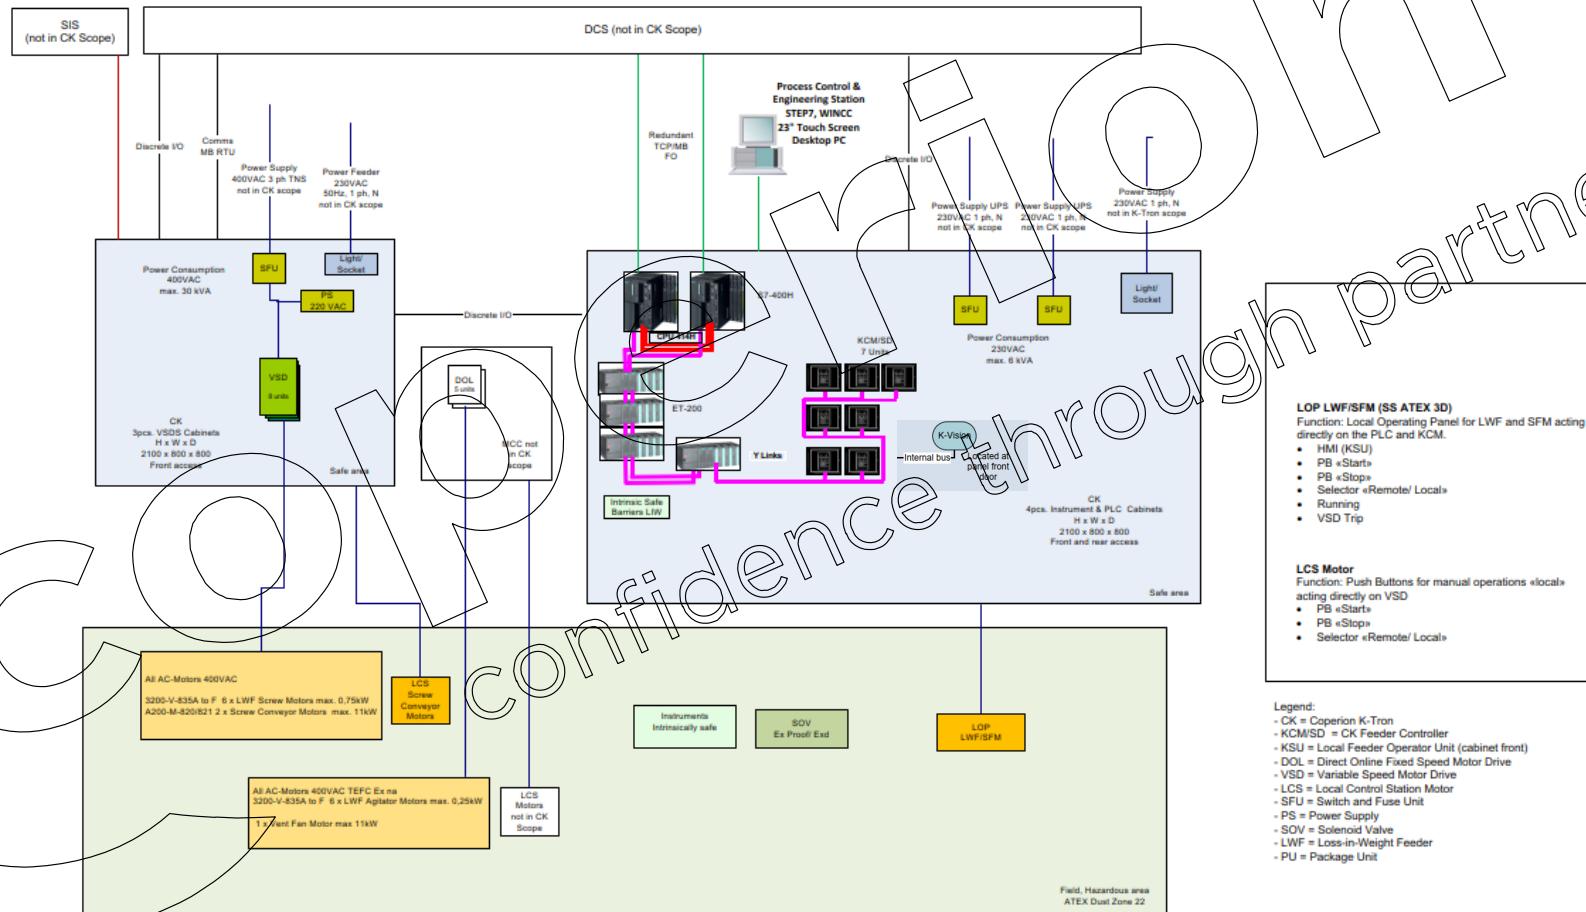 SIS
(not in CK Scope)
DCS (not in CK Scope)
Discrete I/O
Comms
MB RTU
Power Supply
400VAC 3 ph TNS
not in CK scope
Power Feeder
230VAC
50Hz, 1 ph, N
not in CK scope
Redundant
TCP/MB
FO
Process Control &
Engineering Station
STEP7, WINCC
23" Touch Screen
Desktop PC
Discrete I/O
Power Supply UPS
230VAC 1 ph, N
not in CK scope
Power Supply UPS
230VAC 1 ph, N
not in CK scope
Power Supply
230VAC 1 ph, N
not in K-Tron scope
Power Consumption
400VAC
max. 30 kVA
SFU
Light/
Socket
PS
220 VAC
VSD
8 units
CK
3pcs. VSDS Cabinets
H x W x D
2100 x 800 x 800
Front access
Safe area
Discrete I/O
DOL
5 units
MCC not
in CK
scope
S7-400H
CPU 414H
ET-200
Y Links
Intrinsic Safe
Barriers LIW
KCM/SD
7 Units
SFU
SFU
Power Consumption
230VAC
max. 6 kVA
Light/
Socket
K-Vision
Internal bus
Located at
panel front
door
CK
4pcs. Instrument & PLC Cabinets
H x W x D
2100 x 800 x 800
Front and rear access
Safe area
All AC-Motors 400VAC
3200-V-835A to F 6 x LWF Screw Motors max. 0,75kW
A200-M-820/821 2 x Screw Conveyor Motors max. 11kW
LCS
Screw
Conveyor
Motors
Instruments
Intrinsically safe
SOV
Ex Proof/ Exd
LOP
LWF/SFM
All AC-Motors 400VAC TEFC Ex na
3200-V-835A to F 6 x LWF Agitator Motors max. 0,25kW
1 x Vent Fan Motor max 11kW
LCS
Motors
not in CK
Scope
Field, Hazardous area
ATEX Dust Zone 22
LOP LWF/SFM (SS ATEX 3D)
Function: Local Operating Panel for LWF and SFM acting
directly on the PLC and KCM.
• HMI (KSU)
• PB «Start»
• PB «Stop»
• Selector «Remote/ Local»
• Running
• VSD Trip
LCS Motor
Function: Push Buttons for manual operations «local»
acting directly on VSD
• PB «Start»
• PB «Stop»
• Selector «Remote/ Local»
Legend:
- CK = Coperion K-Tron
- KCM/SD = CK Feeder Controller
- KSU = Local Feeder Operator Unit (cabinet front)
- DOL = Direct Online Fixed Speed Motor Drive
- VSD = Variable Speed Motor Drive
- LCS = Local Control Station Motor
- SFU = Switch and Fuse Unit
- PS = Power Supply
- SOV = Solenoid Valve
- LWF = Loss-in-Weight Feeder
- PU = Package Unit
coperion
confidence through partne